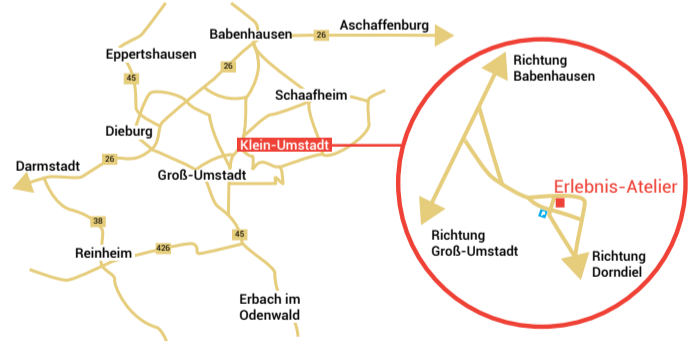 Aschaffenburg
Babenhausen
26
Eppertshausen
26
45
Schaafheim
Dieburg
Klein-Umstadt
26
Darmstadt
Groß-Umstadt
38
45
426
Reinheim
Erbach im
Odenwald
Richtung
Babenhausen
Erlebnis-Atelier
Richtung
Groß-Umstadt
Richtung
Dorndiel